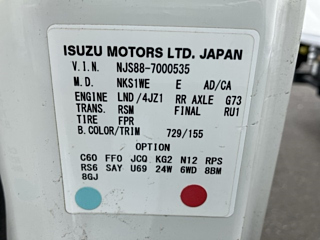 ISUZU MOTORS LTD. JAPAN
V.I.N. NJS88-7000535
M.D. NKS1WE E AD/CA
ENGINE LND/4JZ1 RR AXLE G73
TRANS. RSM FINAL RU1
TIRE FPR
B.COLOR/TRIM 729/155
OPTION
C60 FF0 JCQ KG2 N12 RPS
RS6 SAY U69 24W 6WD 8BM
8GJ